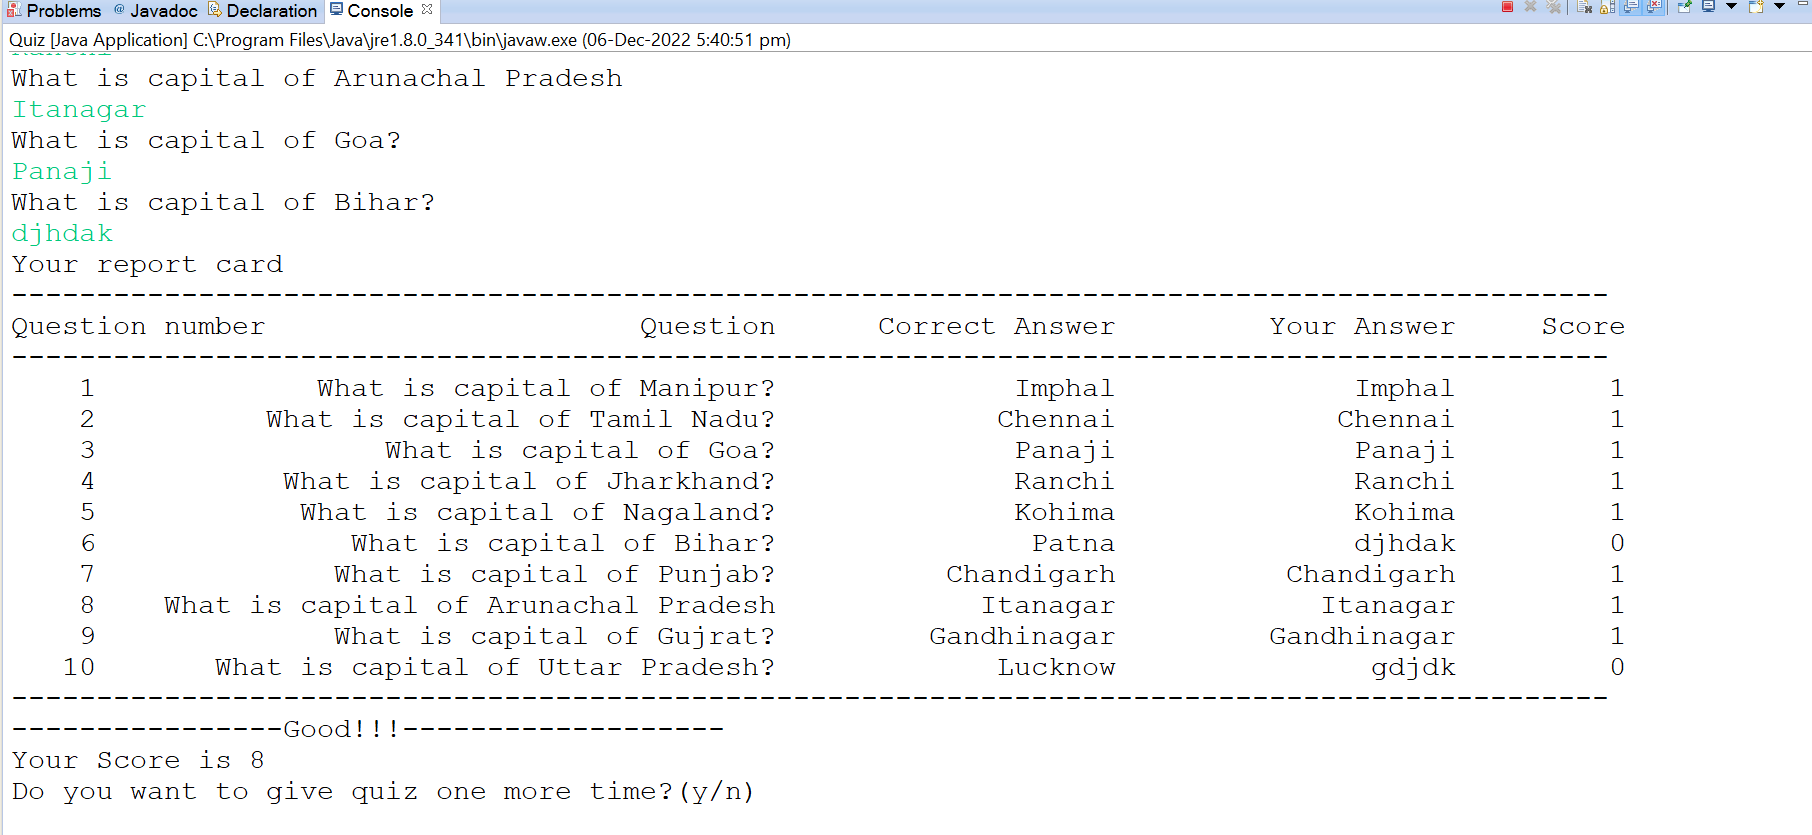 Problems @ Javadoc Declaration Console
Quiz [Java Application] C:\Program Files\Java\jre1.8.0_341\bin\javaw.exe (06-Dec-2022 5:40:51 pm)
What is capital of Arunachal Pradesh
Itanagar
What is capital of Goa?
Panaji
What is capital of Bihar?
djhdak
Your report card
----------------------------------------------------------------------------------------------
Question number Question Correct Answer Your Answer Score
----------------------------------------------------------------------------------------------
1 What is capital of Manipur? Imphal Imphal 1
2 What is capital of Tamil Nadu? Chennai Chennai 1
3 What is capital of Goa? Panaji Panaji 1
4 What is capital of Jharkhand? Ranchi Ranchi 1
5 What is capital of Nagaland? Kohima Kohima 1
6 What is capital of Bihar? Patna djhdak 0
7 What is capital of Punjab? Chandigarh Chandigarh 1
8 What is capital of Arunachal Pradesh Itanagar Itanagar 1
9 What is capital of Gujrat? Gandhinagar Gandhinagar 1
10 What is capital of Uttar Pradesh? Lucknow gdjdk 0
----------------------------------------------------------------------------------------------
----------------Good!!!-------------------
Your Score is 8
Do you want to give quiz one more time?(y/n)